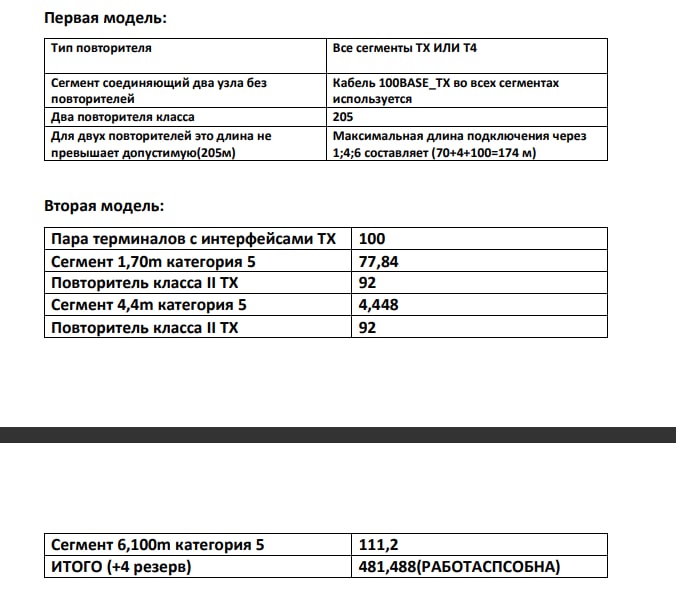 Первая модель:
Тип повторителя
Все сегменты TX ИЛИ T4
Сегмент соединяющий два узла без
повторителей
Кабель 100BASE_TX во всех сегментах
используется
Два повторителя класса
205
Для двух повторителей это длина не
превышает допустимую(205м)
Максимальная длина подключения через
1;4;6 составляет (70+4+100=174 м)
Вторая модель:
Пара терминалов с интерфейсами TX
100
Сегмент 1,70m категория 5
77,84
Повторитель класса II TX
92
Сегмент 4,4m категория 5
4,448
Повторитель класса II TX
92
Сегмент 6,100m категория 5
111,2
ИТОГО (+4 резерв)
481,488(РАБОТАСПСОБНА)